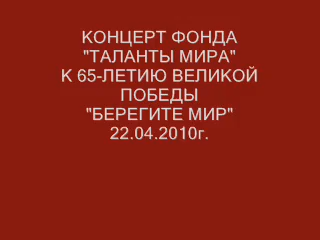 КОНЦЕРТ ФОНДА
"ТАЛАНТЫ МИРА"
К 65-ЛЕТИЮ ВЕЛИКОЙ
ПОБЕДЫ
"БЕРЕГИТЕ МИР"
22.04.2010г.